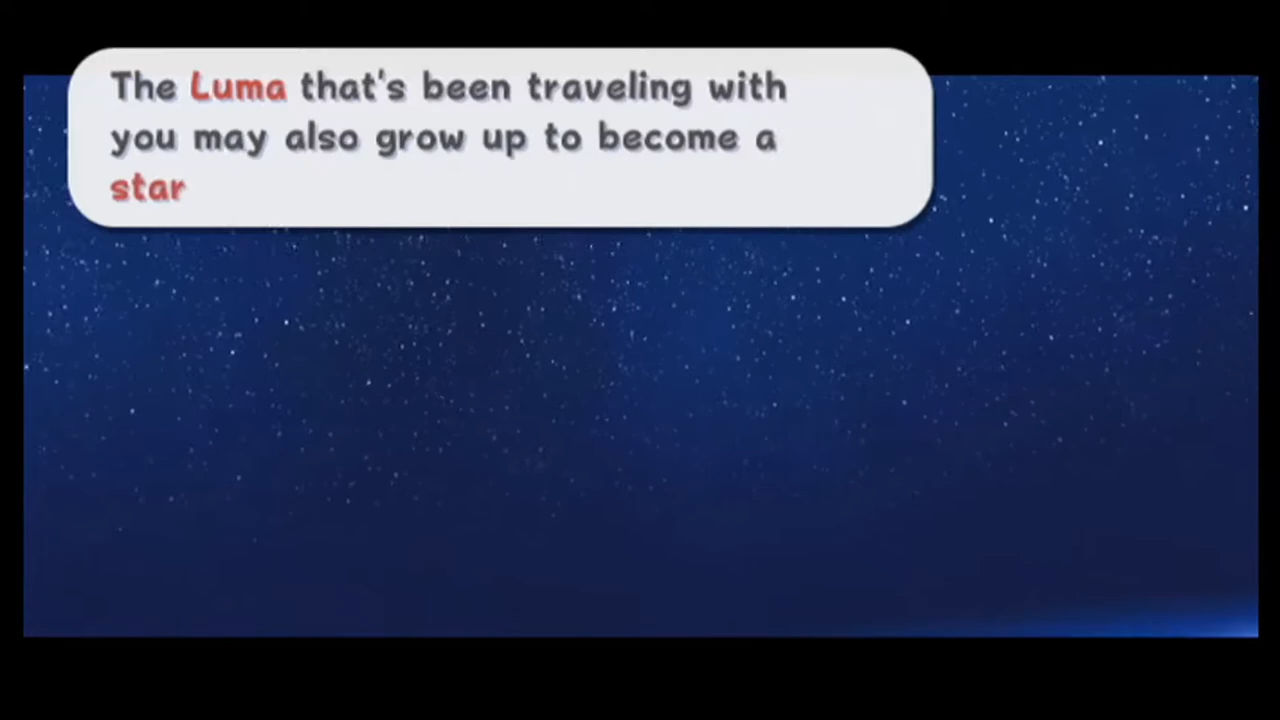 The Luma that's been traveling with
you may also grow up to become a
star